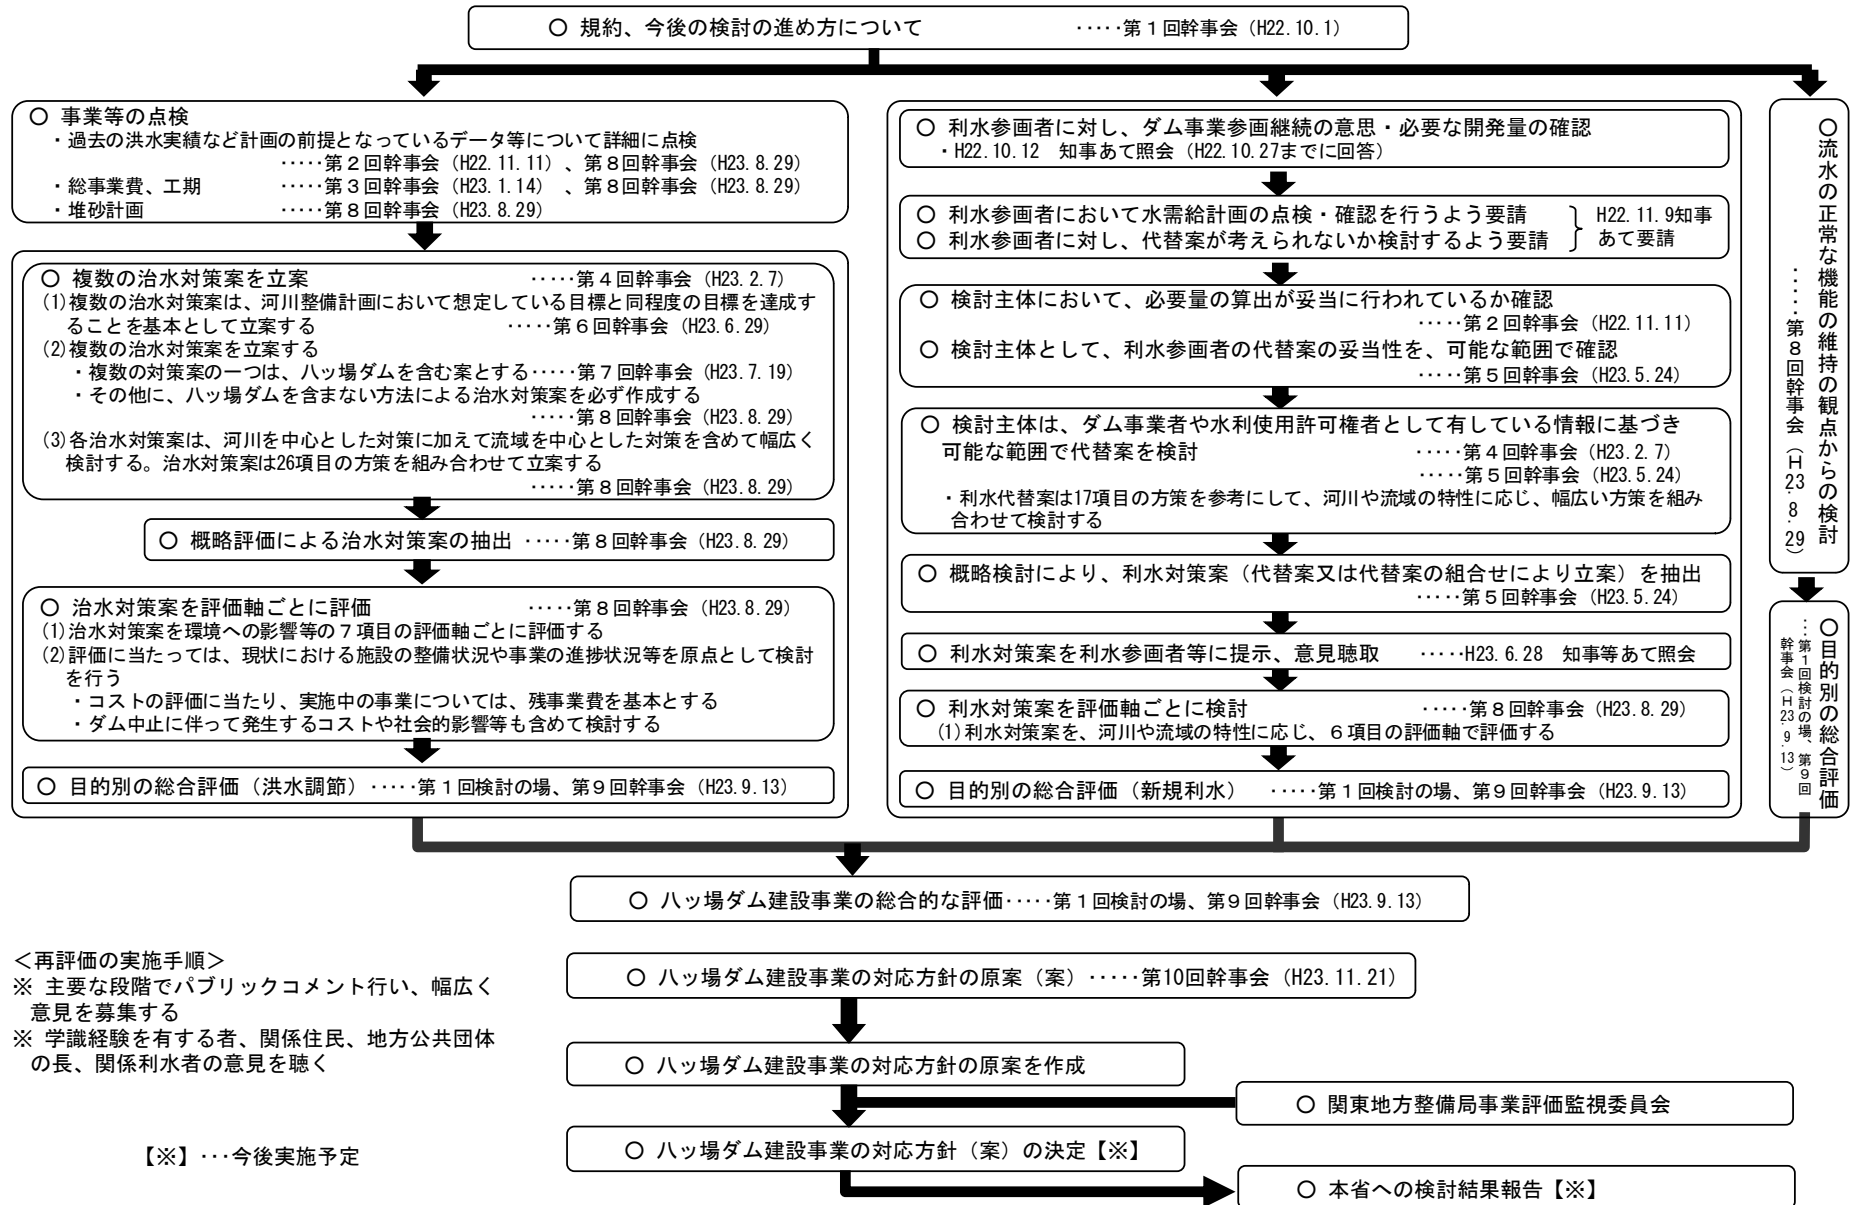 ○ 規約、今後の検討の進め方について ‥‥‥第1回幹事会（H22.10.1）
○ 事業等の点検
・過去の洪水実績など計画の前提となっているデータ等について詳細に点検
‥‥‥第2回幹事会（H22.11.11）、第8回幹事会（H23.8.29）
・総事業費、工期 ‥‥‥第3回幹事会（H23.1.14）、第8回幹事会（H23.8.29）
・堆砂計画 ‥‥‥第8回幹事会（H23.8.29）
○ 複数の治水対策案を立案 ‥‥‥第4回幹事会（H23.2.7）
(1)複数の治水対策案は、河川整備計画において想定している目標と同程度の目標を達成す
ることを基本として立案する ‥‥‥第6回幹事会（H23.6.29）
(2)複数の治水対策案を立案する
・複数の対策案の一つは、八ッ場ダムを含む案とする‥‥‥第7回幹事会（H23.7.19）
・その他に、八ッ場ダムを含まない方法による治水対策案を必ず作成する
‥‥‥第8回幹事会（H23.8.29）
(3)各治水対策案は、河川を中心とした対策に加えて流域を中心とした対策を含めて幅広く
検討する。治水対策案は26項目の方策を組み合わせて立案する
‥‥‥第8回幹事会（H23.8.29）
○ 概略評価による治水対策案の抽出 ‥‥‥第8回幹事会（H23.8.29）
○ 治水対策案を評価軸ごとに評価 ‥‥‥第8回幹事会（H23.8.29）
(1)治水対策案を環境への影響等の7項目の評価軸ごとに評価する
(2)評価に当たっては、現状における施設の整備状況や事業の進捗状況等を原点として検討
を行う
・コストの評価に当たり、実施中の事業については、残事業費を基本とする
・ダム中止に伴って発生するコストや社会的影響等も含めて検討する
○ 目的別の総合評価（洪水調節）‥‥‥第1回検討の場、第9回幹事会（H23.9.13）
○ 利水参画者に対し、ダム事業参画継続の意思・必要な開発量の確認
・H22.10.12 知事あて照会（H22.10.27までに回答）
○ 利水参画者において水需給計画の点検・確認を行うよう要請
○ 利水参画者に対し、代替案が考えられないか検討するよう要請
H22.11.9知事
あて要請
○ 検討主体において、必要量の算出が妥当に行われているか確認
‥‥‥第2回幹事会（H22.11.11）
○ 検討主体として、利水参画者の代替案の妥当性を、可能な範囲で確認
‥‥‥第5回幹事会（H23.5.24）
○ 検討主体は、ダム事業者や水利使用許可権者として有している情報に基づき
可能な範囲で代替案を検討 ‥‥‥第4回幹事会（H23.2.7）
‥‥‥第5回幹事会（H23.5.24）
・利水代替案は17項目の方策を参考にして、河川や流域の特性に応じ、幅広い方策を組み
合わせて検討する
○ 概略検討により、利水対策案（代替案又は代替案の組合せにより立案）を抽出
‥‥‥第5回幹事会（H23.5.24）
○ 利水対策案を利水参画者等に提示、意見聴取 ‥‥‥H23.6.28 知事等あて照会
○ 利水対策案を評価軸ごとに検討 ‥‥‥第8回幹事会（H23.8.29）
(1)利水対策案を、河川や流域の特性に応じ、6項目の評価軸で評価する
○ 目的別の総合評価（新規利水） ‥‥‥第1回検討の場、第9回幹事会（H23.9.13）
○流水の正常な機能の維持の観点からの検討
‥‥‥第8回幹事会（H23.8.29）
○目的別の総合評価
‥‥第1回検討の場、第9回
幹事会（H23.9.13）
○ 八ッ場ダム建設事業の総合的な評価‥‥‥第1回検討の場、第9回幹事会（H23.9.13）
＜再評価の実施手順＞
※ 主要な段階でパブリックコメント行い、幅広く
意見を募集する
※ 学識経験を有する者、関係住民、地方公共団体
の長、関係利水者の意見を聴く
【※】‥‥今後実施予定
○ 八ッ場ダム建設事業の対応方針の原案（案）‥‥‥第10回幹事会（H23.11.21）
○ 八ッ場ダム建設事業の対応方針の原案を作成
○ 関東地方整備局事業評価監視委員会
○ 八ッ場ダム建設事業の対応方針（案）の決定【※】
○ 本省への検討結果報告【※】